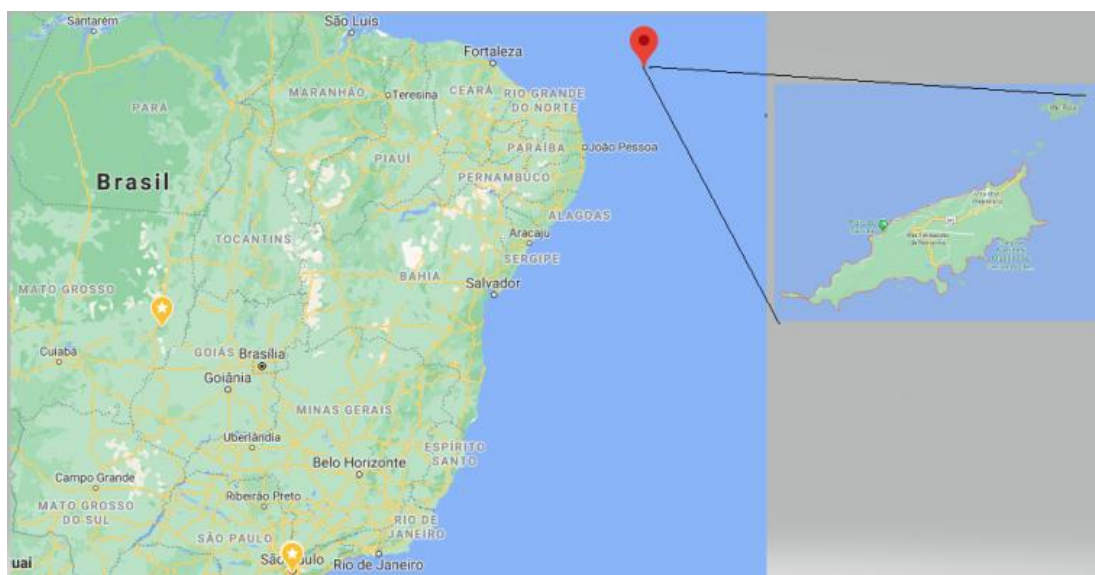 Santarém
São Luís
Fortaleza
MARANHÃO
Teresina
CEARÁ
RIO GRANDE
DO NORTE
PARÁ
PARAÍBA
João Pessoa
PIAUÍ
Brasil
PERNAMBUCO
ALAGOAS
Aracaju
SERGIPE
TOCANTINS
BAHIA
Salvador
MATO GROSSO
Cuiabá
GOIÁS
Brasília
Goiânia
MINAS GERAIS
Uberlândia
ESPÍRITO
SANTO
Belo Horizonte
Campo Grande
Ribeirão Preto
MATO GROSSO
DO SUL
RIO DE
JANEIRO
SÃO PAULO
São Paulo
Rio de Janeiro
uai